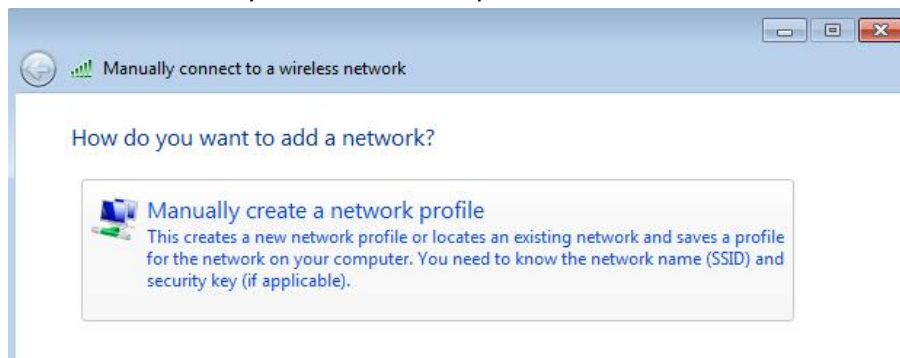 Manually connect to a wireless network
How do you want to add a network?
Manually create a network profile
This creates a new network profile or locates an existing network and saves a profile
for the network on your computer. You need to know the network name (SSID) and
security key (if applicable).